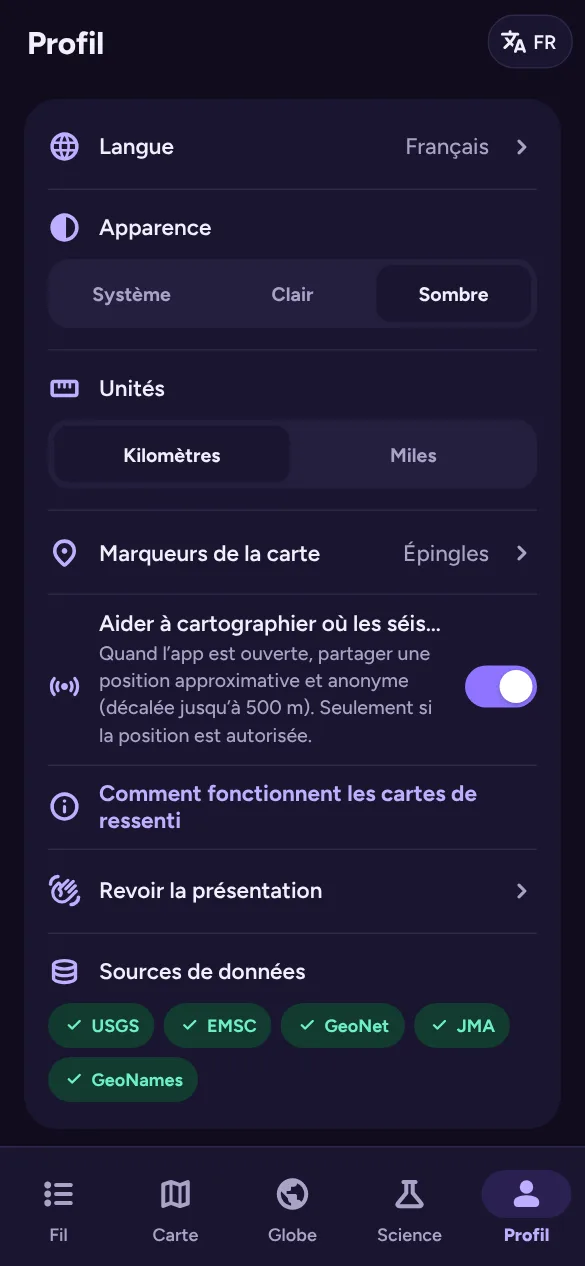 Profil
FR
Langue
Français
Apparence
Système
Clair
Sombre
Unités
Kilomètres
Miles
Marqueurs de la carte
Épingles
Aider à cartographier où les séis...
Quand l’app est ouverte, partager une
position approximative et anonyme
(décalée jusqu’à 500 m). Seulement si
la position est autorisée.
Comment fonctionnent les cartes de
ressenti
Revoir la présentation
Sources de données
USGS
EMSC
GeoNet
JMA
GeoNames
Fil
Carte
Globe
Science
Profil